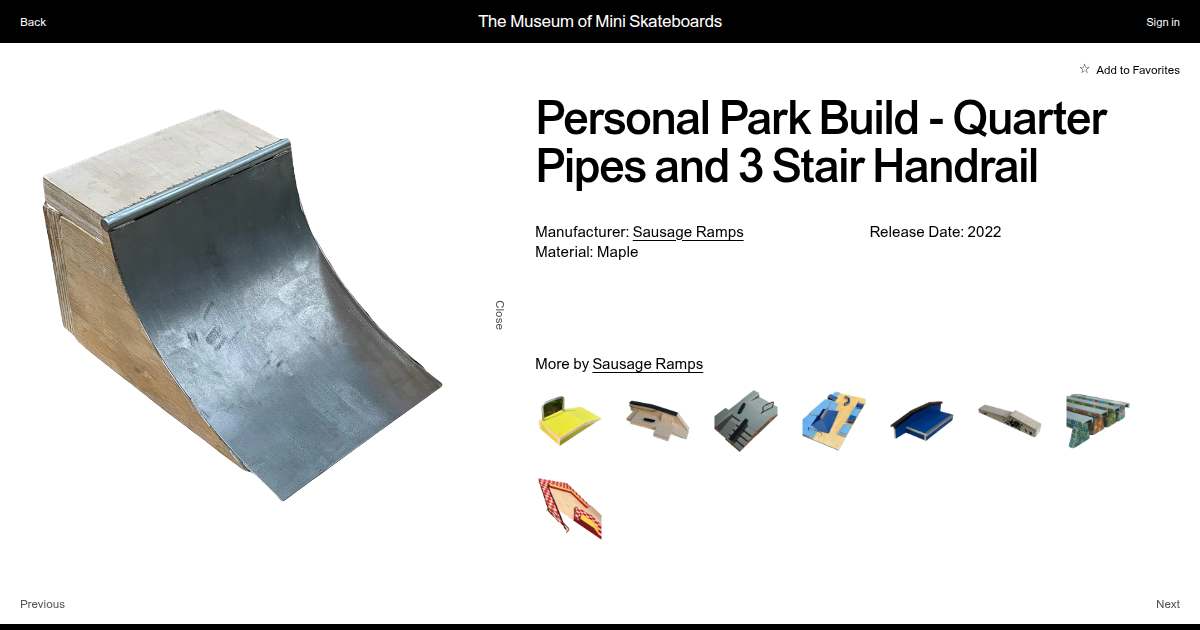 Back
The Museum of Mini Skateboards
Sign in
☆ Add to Favorites
Personal Park Build - Quarter
Pipes and 3 Stair Handrail
Manufacturer: Sausage Ramps
Release Date: 2022
Material: Maple
Close
More by Sausage Ramps
Previous
Next